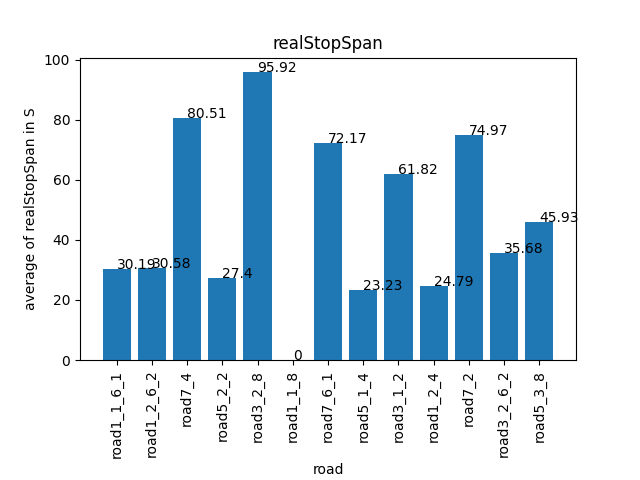 realStopSpan
average of realStopSpan in S
100
80
60
40
20
0
30.19
30.58
80.51
27.4
95.92
0
72.17
23.23
61.82
24.79
74.97
35.68
45.93
road1_1_6_1
road1_2_6_2
road7_4
road5_2_2
road3_2_8
road1_1_8
road7_6_1
road5_1_4
road3_1_2
road1_2_4
road7_2
road3_2_6_2
road5_3_8
road